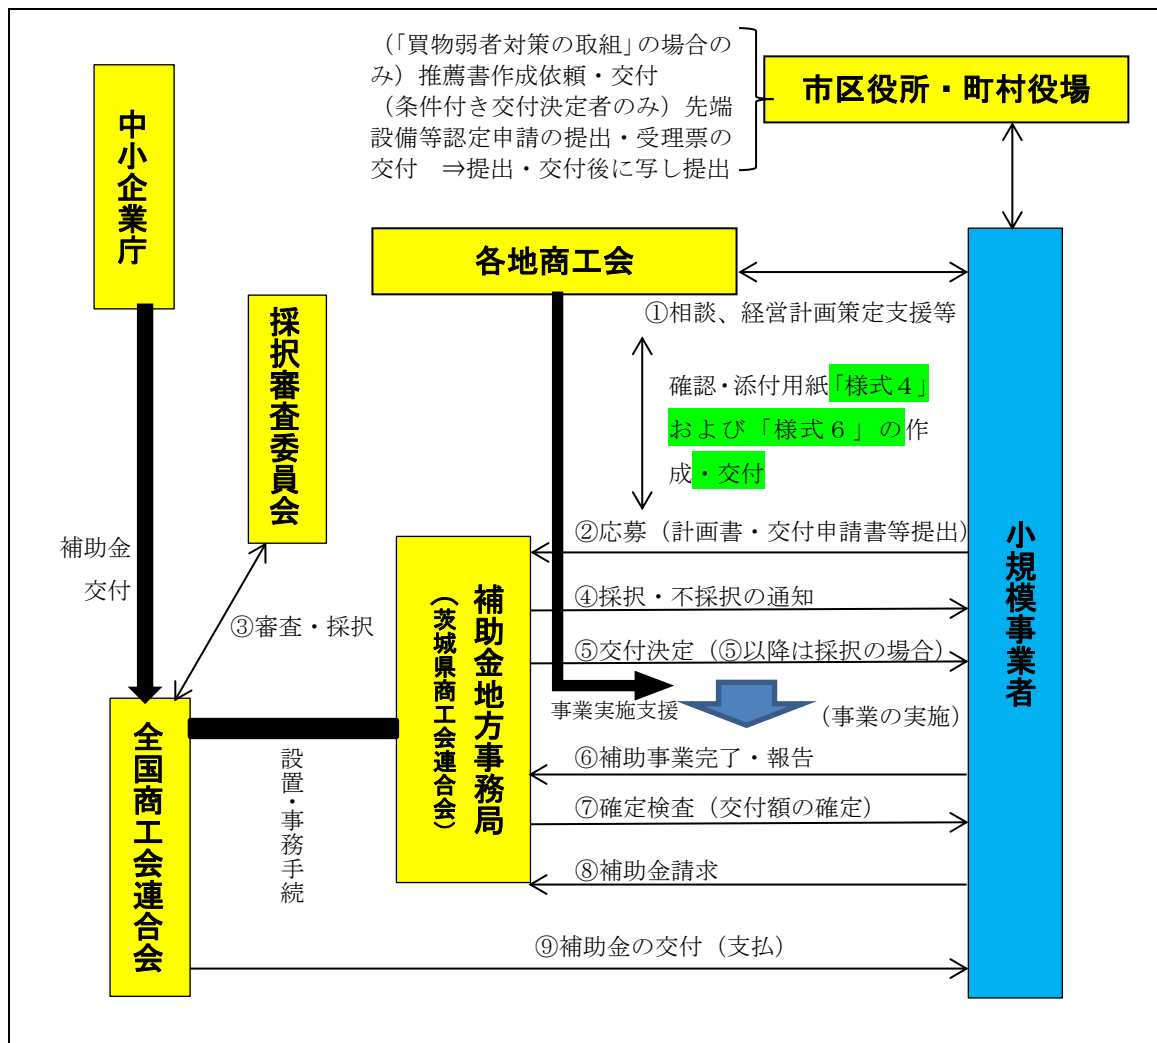 （「買物弱者対策の取組」の場合の
み）推薦書作成依頼・交付
（条件付き交付決定者のみ）先端
設備等認定申請の提出・受理票の
交付　⇒提出・交付後に写し提出
市区役所・町村役場
中小企業庁
各地商工会
①相談、経営計画策定支援等
採択審査委員会
確認・添付用紙「様式４」
および「様式６」の作
成・交付
補助金
交付
③審査・採択
②応募（計画書・交付申請書等提出）
④採択・不採択の通知
⑤交付決定（⑤以降は採択の場合）
事業実施支援
（事業の実施）
⑥補助事業完了・報告
⑦確定検査（交付額の確定）
⑧補助金請求
⑨補助金の交付（支払）
補助金地方事務局
（茨城県商工会連合会）
小規模事業者
全国商工会連合会
設置・事務手続